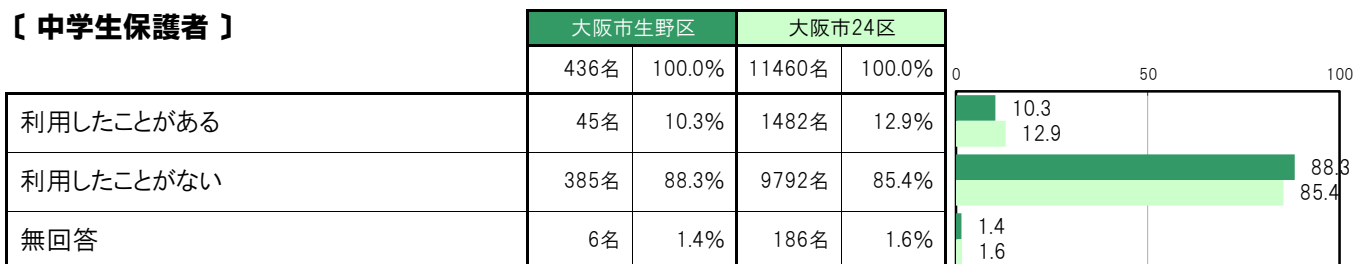 〔 中学生保護者 〕
大阪市生野区 大阪市24区
436名 100.0% 11460名 100.0%
0 50 100
利用したことがある 45名 10.3% 1482名 12.9%
10.3
12.9
利用したことがない 385名 88.3% 9792名 85.4%
88.3
85.4
無回答 6名 1.4% 186名 1.6%
1.4
1.6